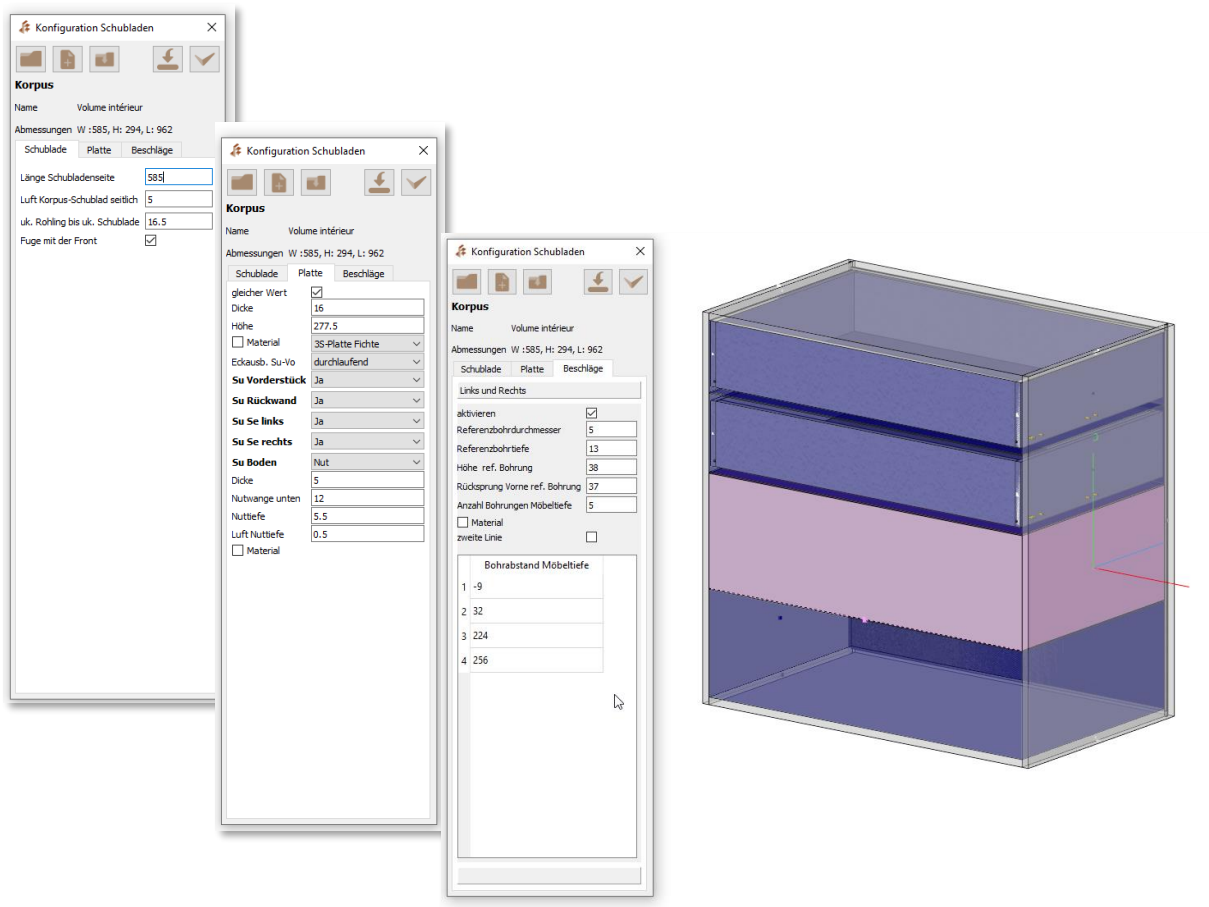 Konfiguration Schubladen
Korpus
Name Volume intérieur
Abmessungen W :585, H: 294, L: 962
Schublade Platte Beschläge
Länge Schubladenseite 585
Luft Korpus-Schublad seitlich 5
uk. Rohling bis uk. Schublade 16.5
Fuge mit der Front
Konfiguration Schubladen
Korpus
Name Volume intérieur
Abmessungen W :585, H: 294, L: 962
Schublade Platte Beschläge
gleicher Wert
Dicke 16
Höhe 277.5
Material 3S-Platte Fichte
Eckausb. Su-Vo durchlaufend
Su Vorderstück Ja
Su Rückwand Ja
Su Se links Ja
Su Se rechts Ja
Su Boden Nut
Dicke 5
Nutwange unten 12
Nuttiefe 5.5
Luft Nuttiefe 0.5
Material
Konfiguration Schubladen
Korpus
Name Volume intérieur
Abmessungen W :585, H: 294, L: 962
Schublade Platte Beschläge
Links und Rechts
aktivieren
Referenzbohrdurchmesser 5
Referenzbohrtiefe 13
Höhe ref. Bohrung 38
Rücksprung Vorne ref. Bohrung 37
Anzahl Bohrungen Möbeltiefe 5
Material
zweite Linie
Bohrabstand Möbeltiefe
1 -9
2 32
3 224
4 256